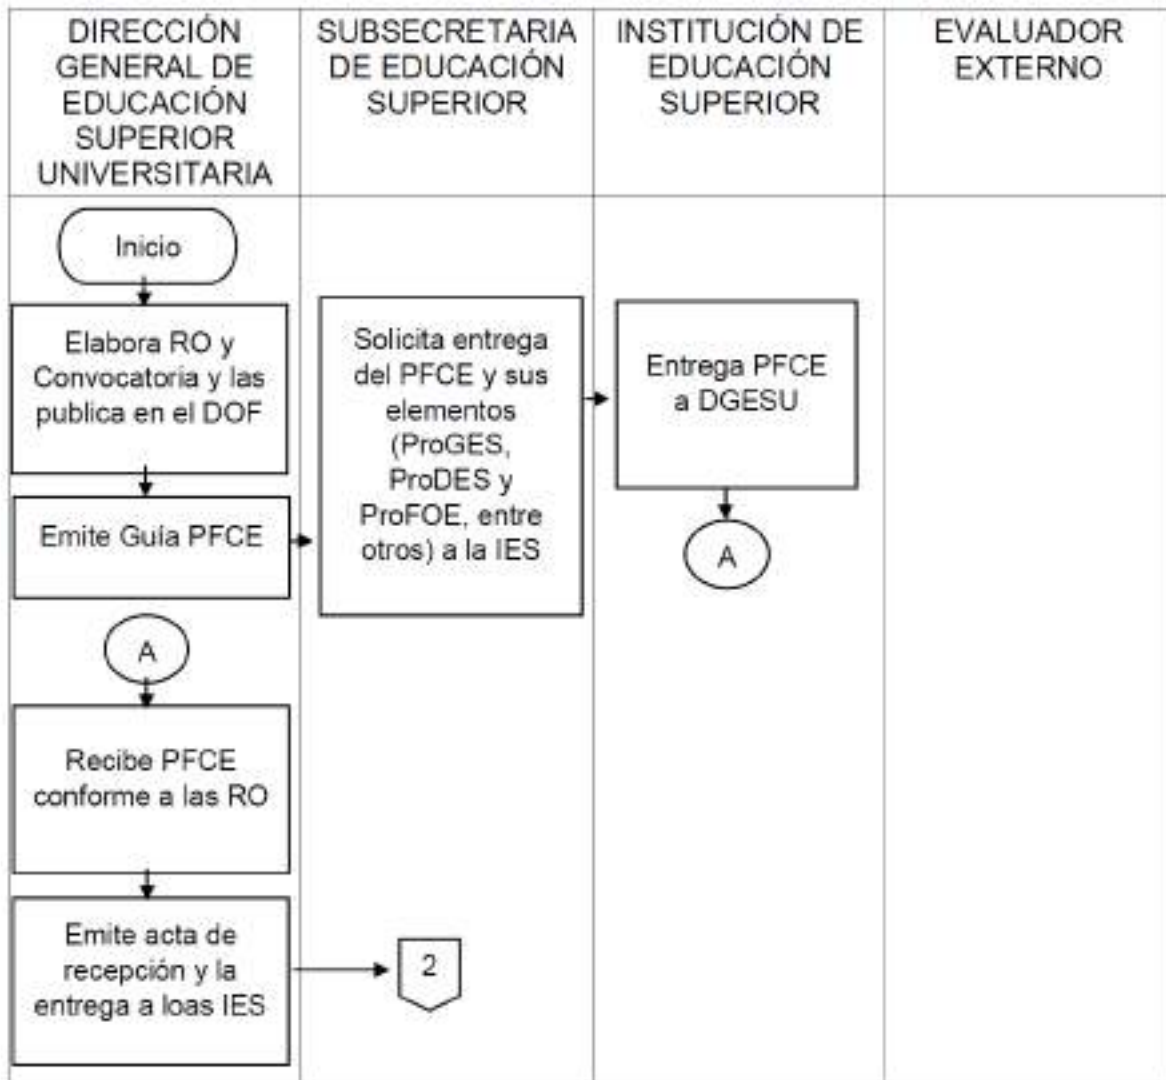 DIRECCIÓN
GENERAL DE
EDUCACIÓN
SUPERIOR
UNIVERSITARIA
SUBSECRETARIA
DE EDUCACIÓN
SUPERIOR
INSTITUCIÓN DE
EDUCACIÓN
SUPERIOR
EVALUADOR
EXTERNO
Inicio
Elabora RO y
Convocatoria y las
publica en el DOF
Emite Guía PFCE
Solicita entrega
del PFCE y sus
elementos
(ProGES,
ProDES y
ProFOE, entre
otros) a la IES
Entrega PFCE
a DGESU
A
A
Recibe PFCE
conforme a las RO
Emite acta de
recepción y la
entrega a loas IES
2